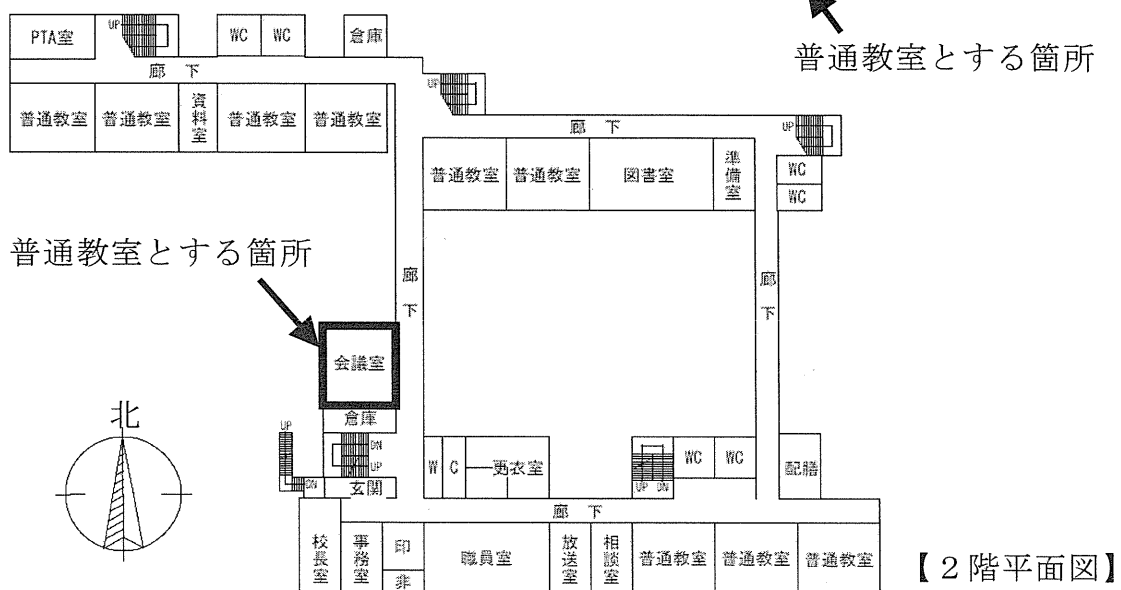 普通教室とする箇所
UP
WC WC
PTA室
倉庫
廊 下
UP
普通教室 普通教室 資料室 普通教室 普通教室
廊 下
UP
WC
WC
普通教室 普通教室 図書室 準備室
普通教室とする箇所
廊下
廊下
会議室
倉庫
北
UP
DN
UP
DN
玄関
W C
更衣室
UP DN
WC WC
配膳
廊 下
校長室 事務室 印 職員室 放送室 相談室 普通教室 普通教室 普通教室
非
【2階平面図】